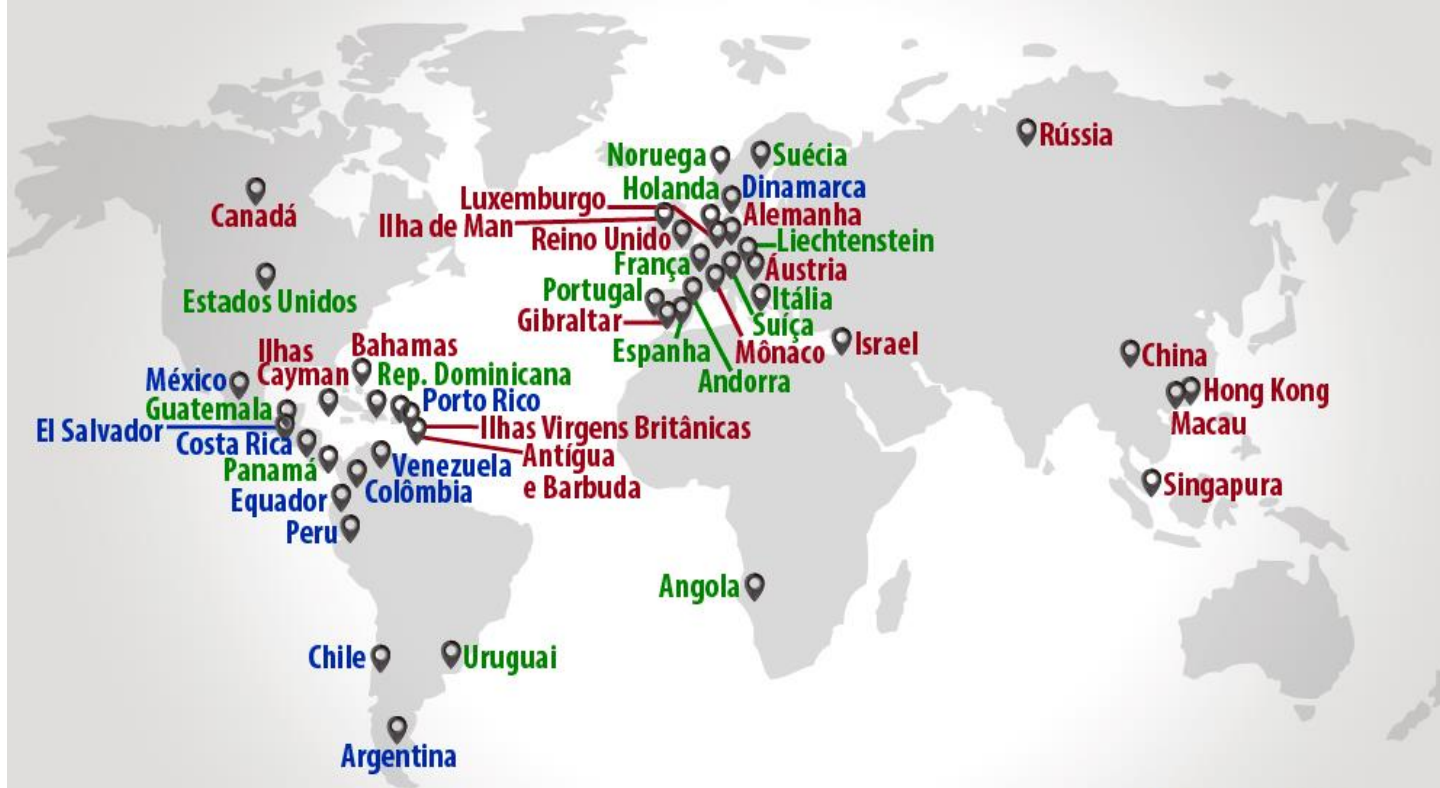 Rússia
Noruega
Suécia
Holanda
Dinamarca
Luxemburgo
Alemanha
Ilha de Man
Reino Unido
Liechtenstein
França
Áustria
Canadá
Estados Unidos
Portugal
Itália
Gibraltar
Suíça
Espanha
Mônaco
Andorra
Israel
China
Hong Kong
Macau
Singapura
Ilhas
Cayman
Bahamas
México
Rep. Dominicana
Guatemala
Porto Rico
El Salvador
Ilhas Virgens Britânicas
Costa Rica
Antígua
e Barbuda
Panamá
Venezuela
Colômbia
Equador
Peru
Angola
Chile
Uruguai
Argentina